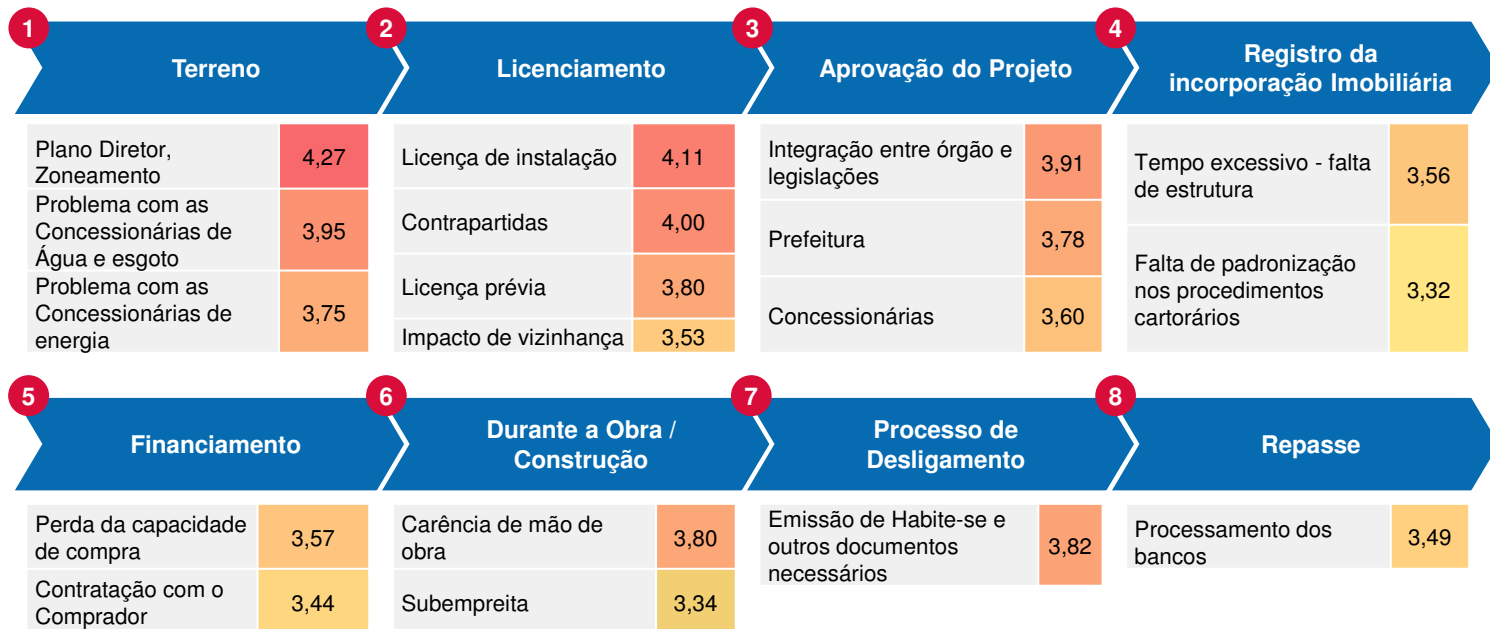 1
Terreno
Plano Diretor,
Zoneamento
4,27
Problema com as
Concessionárias de
Água e esgoto
3,95
Problema com as
Concessionárias de
energia
3,75
2
Licenciamento
Licença de instalação
4,11
Contrapartidas
4,00
Licença prévia
3,80
Impacto de vizinhança
3,53
3
Aprovação do Projeto
Integração entre órgão e
legislações
3,91
Prefeitura
3,78
Concessionárias
3,60
4
Registro da
incorporação Imobiliária
Tempo excessivo - falta
de estrutura
3,56
Falta de padronização
nos procedimentos
cartorários
3,32
5
Financiamento
Perda da capacidade
de compra
3,57
Contratação com o
Comprador
3,44
6
Durante a Obra /
Construção
Carência de mão de
obra
3,80
Subempreita
3,34
7
Processo de
Desligamento
Emissão de Habite-se e
outros documentos
necessários
3,82
8
Repasse
Processamento dos
bancos
3,49